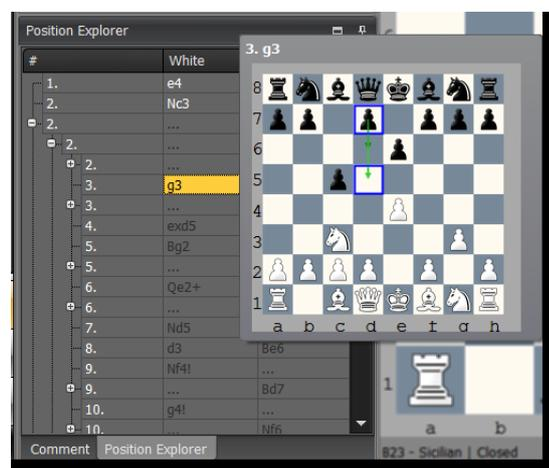 Position Explorer
# White
1. e4
2. Nc3
2. ...
2. ...
2. ...
3. g3
3. ...
4. exd5
5. Bg2
5. ...
6. Qe2+
6. ...
7. Nd5
8. d3 Be6
9. Nf4! ...
9. ... Bd7
10. g4! ...
10. ... Nf6
Comment Position Explorer
3. g3
8
7
6
5
4
3
2
1
a b c d e f g h
1
a b
B23 - Sicilian | Closed